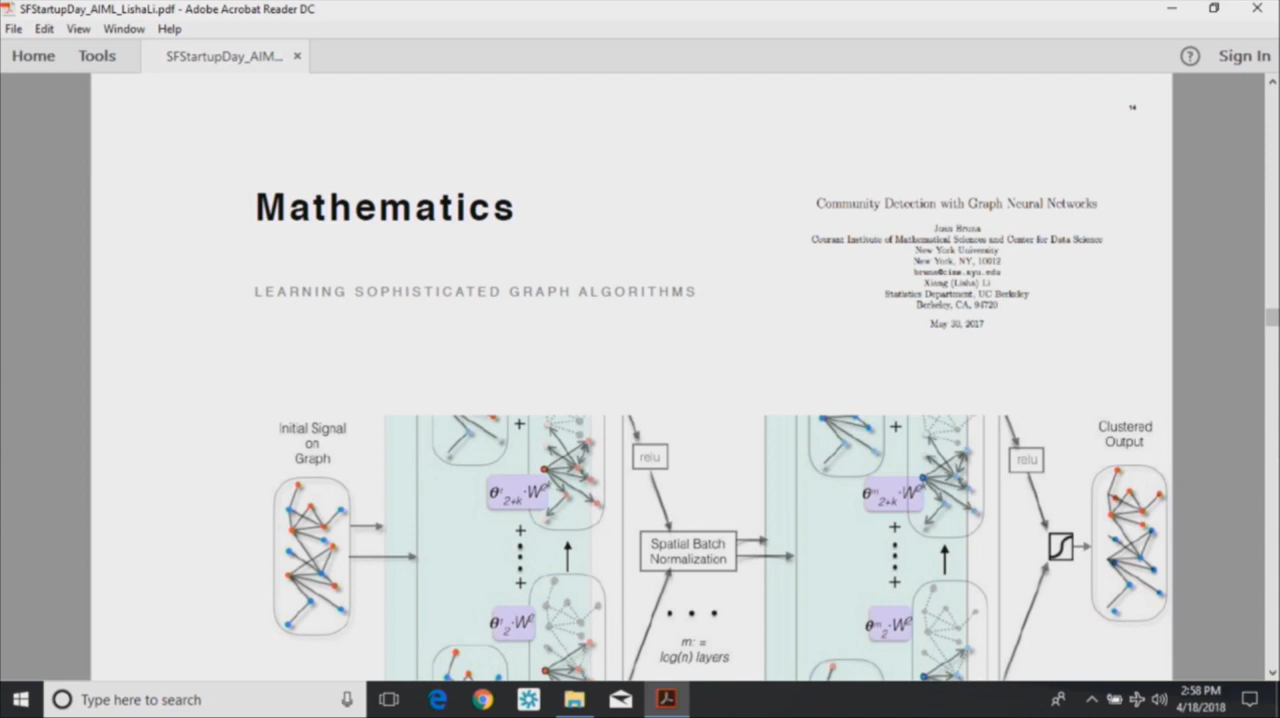 SFStartupDay_AIML_LishaLi.pdf - Adobe Acrobat Reader DC
File Edit View Window Help
Home Tools SFStartupDay_AIM... × ? Sign In
14
Mathematics
LEARNING SOPHISTICATED GRAPH ALGORITHMS
Community Detection with Graph Neural Networks
Joan Bruna
Courant Institute of Mathematical Sciences and Center for Data Science
New York University
New York, NY, 10012
bruna@cims.nyu.edu
Xiang (Lisha) Li
Statistics Department, UC Berkeley
Berkeley, CA, 94720
May 30, 2017
Initial Signal
on
Graph
+
relu
+
relu
Clustered
Output
+
Spatial Batch
Normalization
+
+
+
m: =
log(n) layers
Type here to search
2:58 PM
4/18/2018